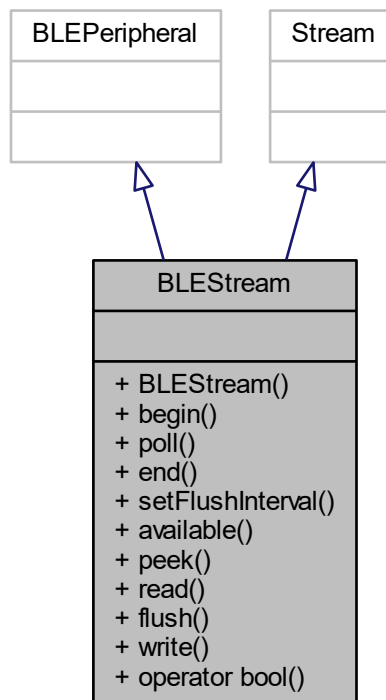 BLEPeripheral
Stream
BLEStream
+ BLEStream()
+ begin()
+ poll()
+ end()
+ setFlushInterval()
+ available()
+ peek()
+ read()
+ flush()
+ write()
+ operator bool()